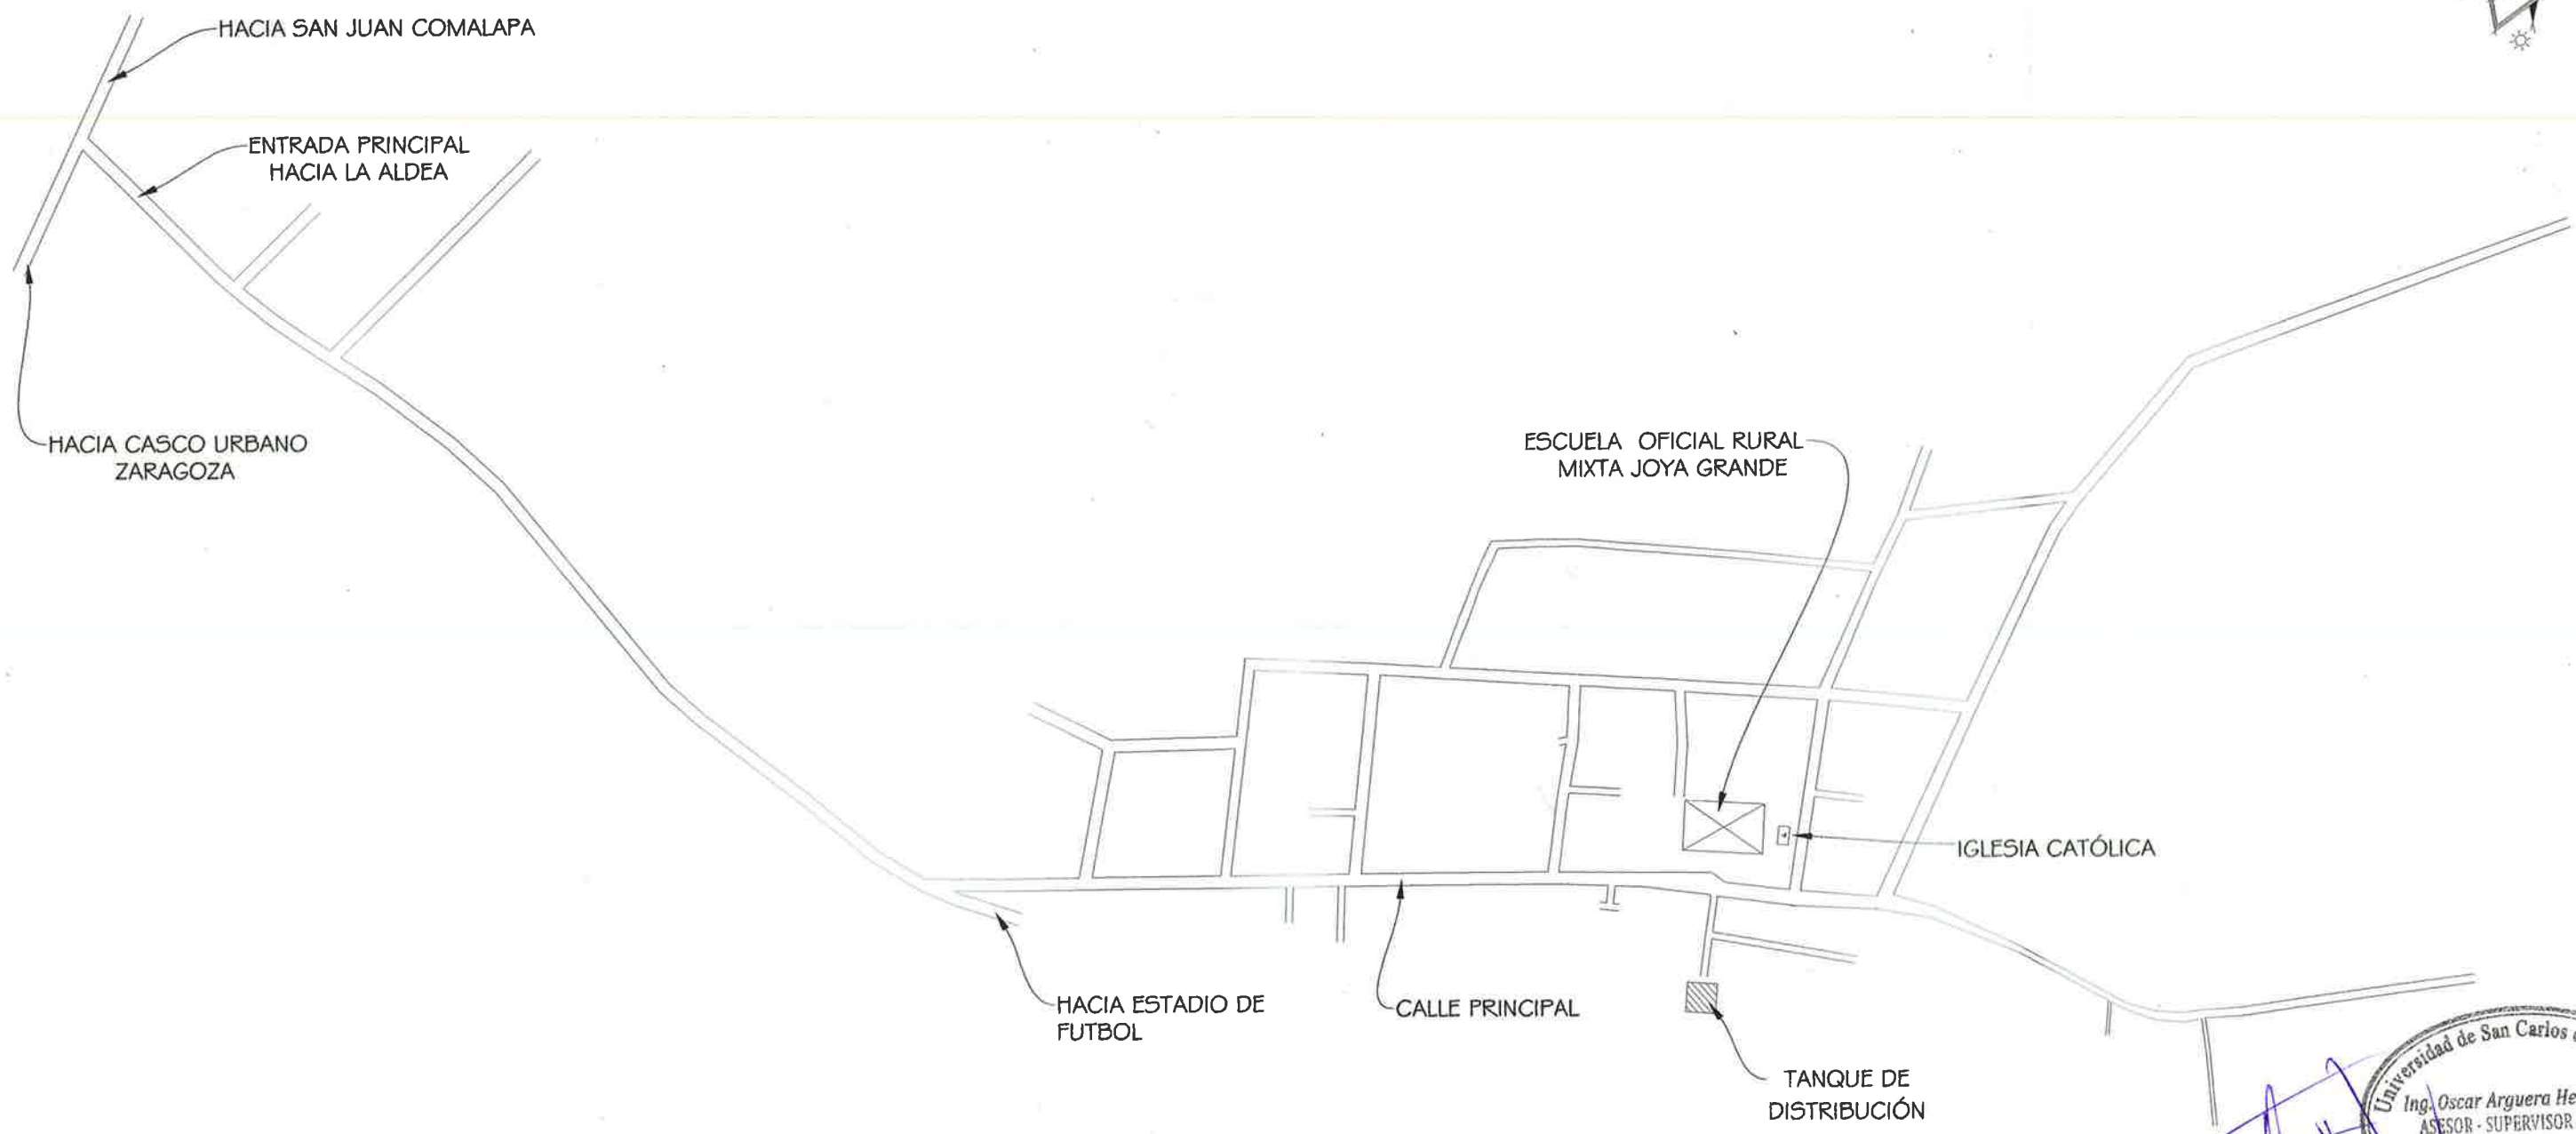 HACIA SAN JUAN COMALAPA
ENTRADA PRINCIPAL
HACIA LA ALDEA
HACIA CASCO URBANO
ZARAGOZA
ESCUELA OFICIAL RURAL
MIXTA JOYA GRANDE
IGLESIA CATÓLICA
HACIA ESTADIO DE
FUTBOL
CALLE PRINCIPAL
TANQUE DE
DISTRIBUCIÓN
Universidad de San Carlos
Ing. Oscar Arguera He
ASESOR - SUPERVISOR